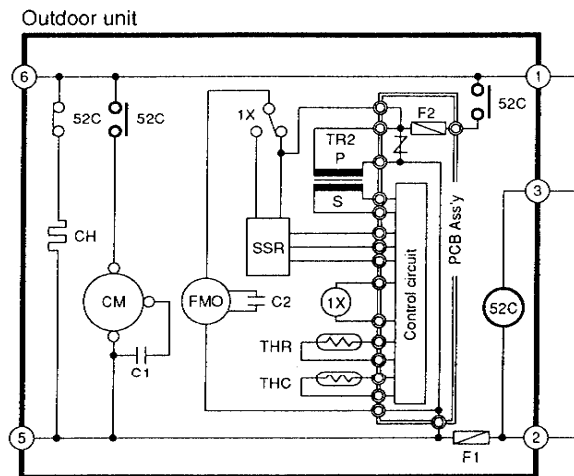 Outdoor unit
6
1
52C
52C
1X
F2
52C
TR2
P
S
3
PCB Ass'y
CH
SSR
Control circuit
CM
FMO
C2
1X
52C
C1
THR
THC
5
F1
2